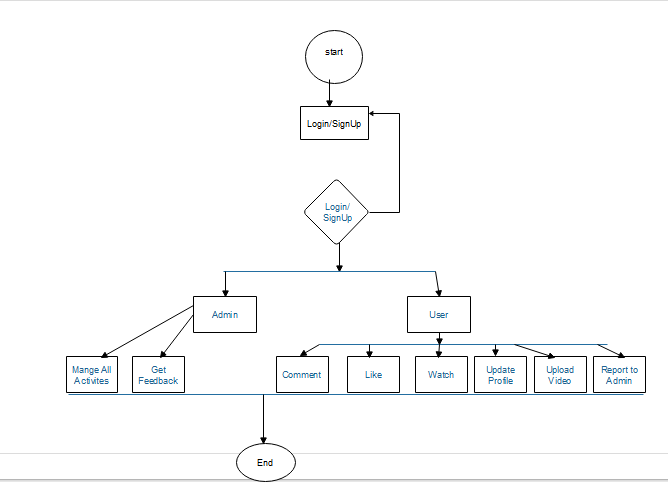 start
Login/SignUp
Login/
SignUp
Admin
User
Mange All
Activites
Get
Feedback
Comment
Like
Watch
Update
Profile
Upload
Video
Report to
Admin
End